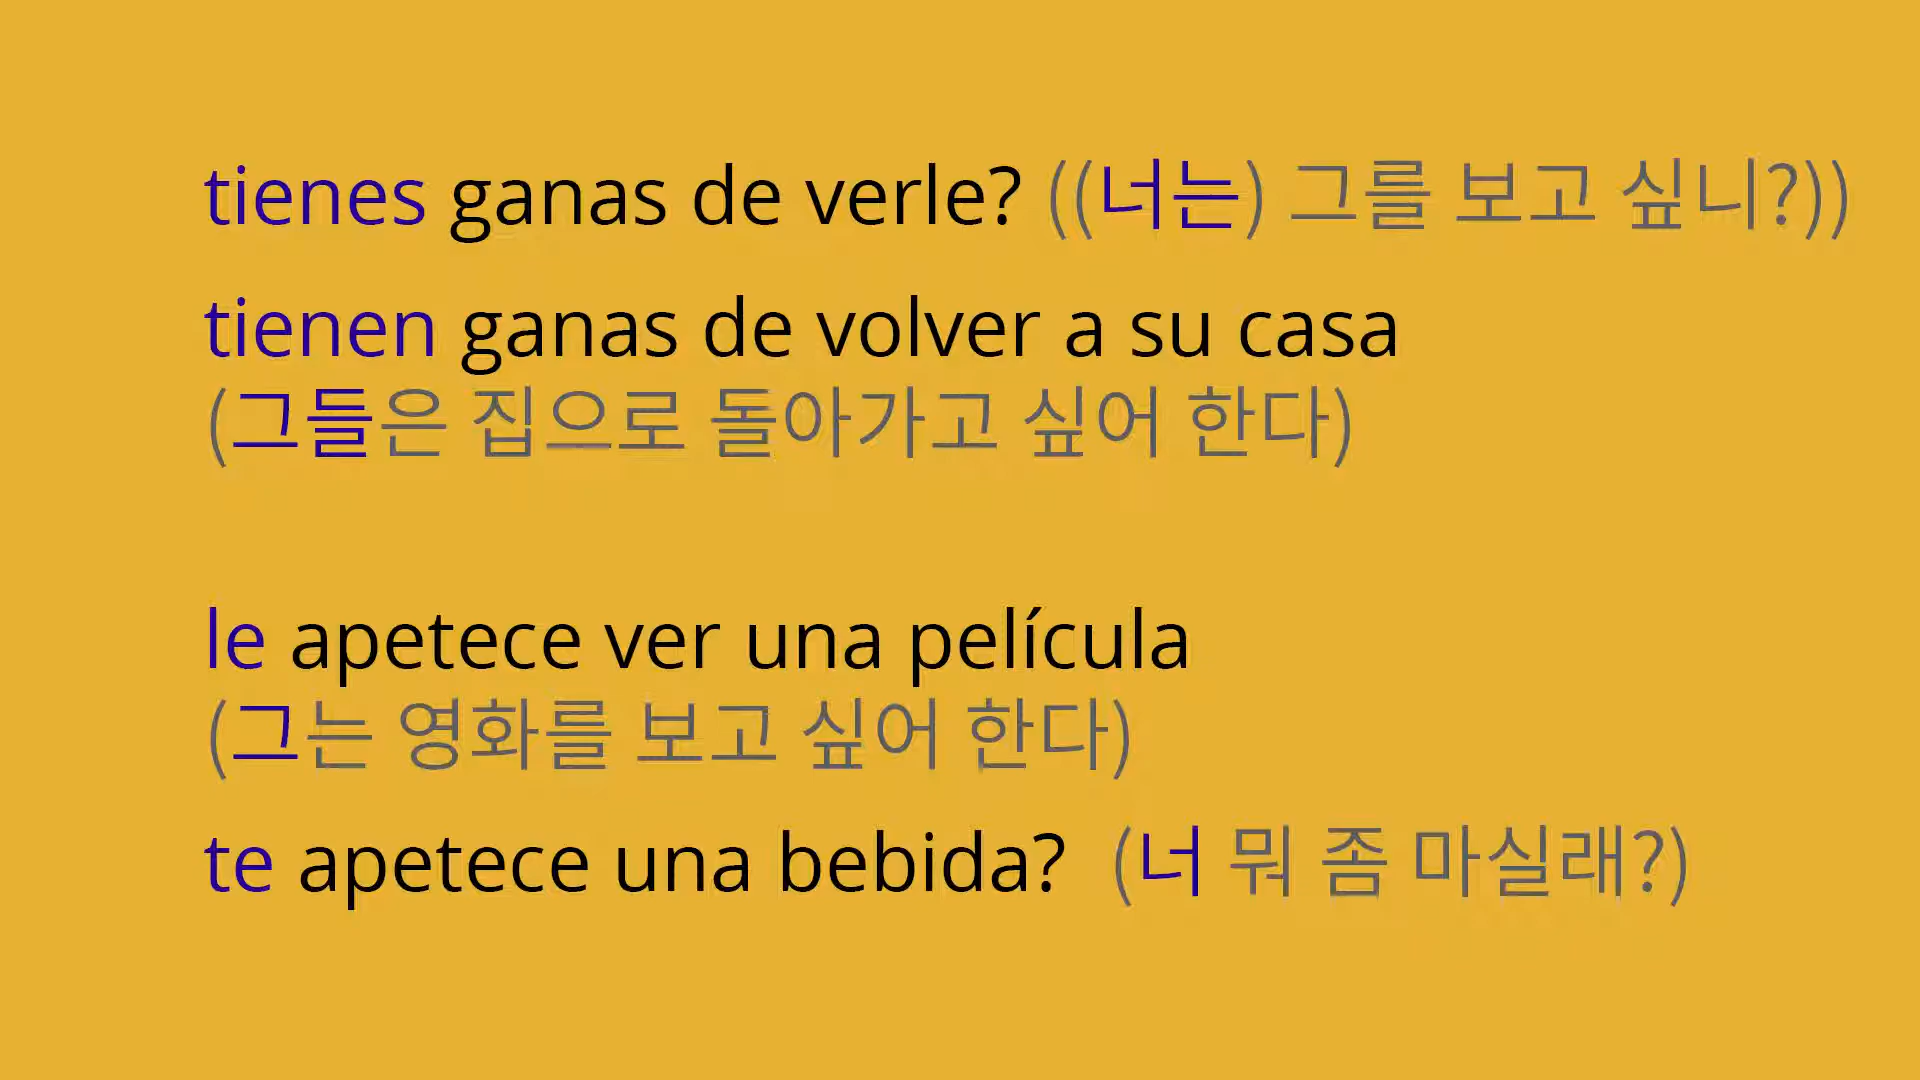 tienes ganas de verle? ((너는) 그를 보고 싶니?))
tienen ganas de volver a su casa
(그들은 집으로 돌아가고 싶어 한다)
le apetece ver una película
(그는 영화를 보고 싶어 한다)
te apetece una bebida? (너 뭐 좀 마실래?)